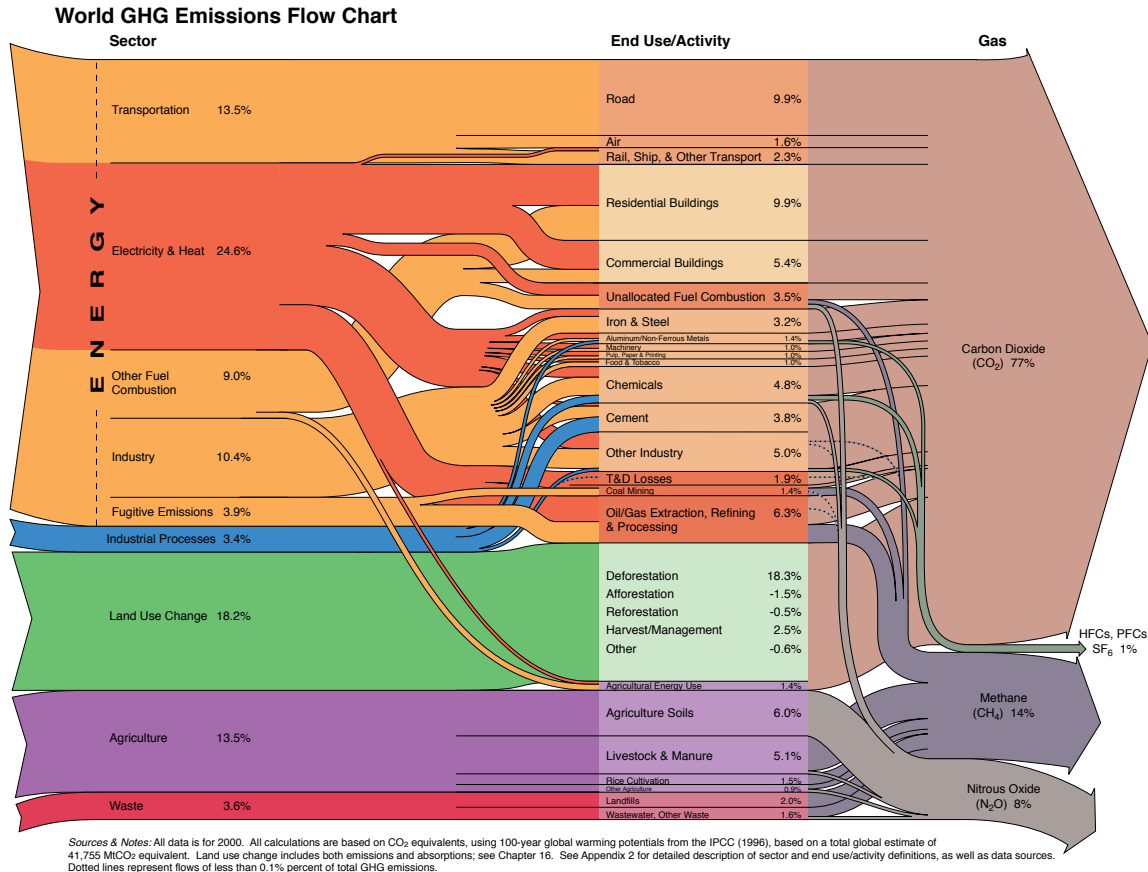 World GHG Emissions Flow Chart
Sector
End Use/Activity
Gas
ENERGY
Transportation 13.5%
Electricity & Heat 24.6%
Other Fuel
Combustion 9.0%
Industry 10.4%
Fugitive Emissions 3.9%
Industrial Processes 3.4%
Land Use Change 18.2%
Agriculture 13.5%
Waste 3.6%
Road 9.9%
Air 1.6%
Rail, Ship, & Other Transport 2.3%
Residential Buildings 9.9%
Commercial Buildings 5.4%
Unallocated Fuel Combustion 3.5%
Iron & Steel 3.2%
Aluminum/Non-Ferrous Metals 1.4%
Machinery 1.0%
Pulp, Paper & Printing 1.0%
Food & Tobacco 1.0%
Chemicals 4.8%
Cement 3.8%
Other Industry 5.0%
T&D Losses 1.9%
Coal Mining 1.4%
Oil/Gas Extraction, Refining
& Processing 6.3%
Deforestation 18.3%
Afforestation -1.5%
Reforestation -0.5%
Harvest/Management 2.5%
Other -0.6%
Agricultural Energy Use 1.4%
Agriculture Soils 6.0%
Livestock & Manure 5.1%
Rice Cultivation 1.5%
Other Agriculture 0.9%
Landfills 2.0%
Wastewater, Other Waste 1.6%
Carbon Dioxide
(CO₂) 77%
HFCs, PFCs,
SF₆ 1%
Methane
(CH₄) 14%
Nitrous Oxide
(N₂O) 8%
Sources & Notes: All data is for 2000. All calculations are based on CO₂ equivalents, using 100-year global warming potentials from the IPCC (1996), based on a total global estimate of
41,755 MtCO₂ equivalent. Land use change includes both emissions and absorptions; see Chapter 16. See Appendix 2 for detailed description of sector and end use/activity definitions, as well as data sources.
Dotted lines represent flows of less than 0.1% percent of total GHG emissions.